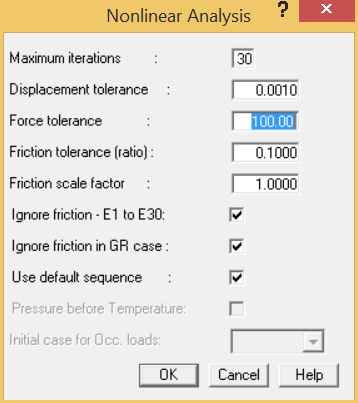 Nonlinear Analysis ? x
Maximum iterations : 30
Displacement tolerance : 0.0010
Force tolerance : 100.00
Friction tolerance (ratio) : 0.1000
Friction scale factor : 1.0000
Ignore friction - E1 to E30:
Ignore friction in GR case :
Use default sequence :
Pressure before Temperature:
Initial case for Occ. loads:
OK Cancel Help